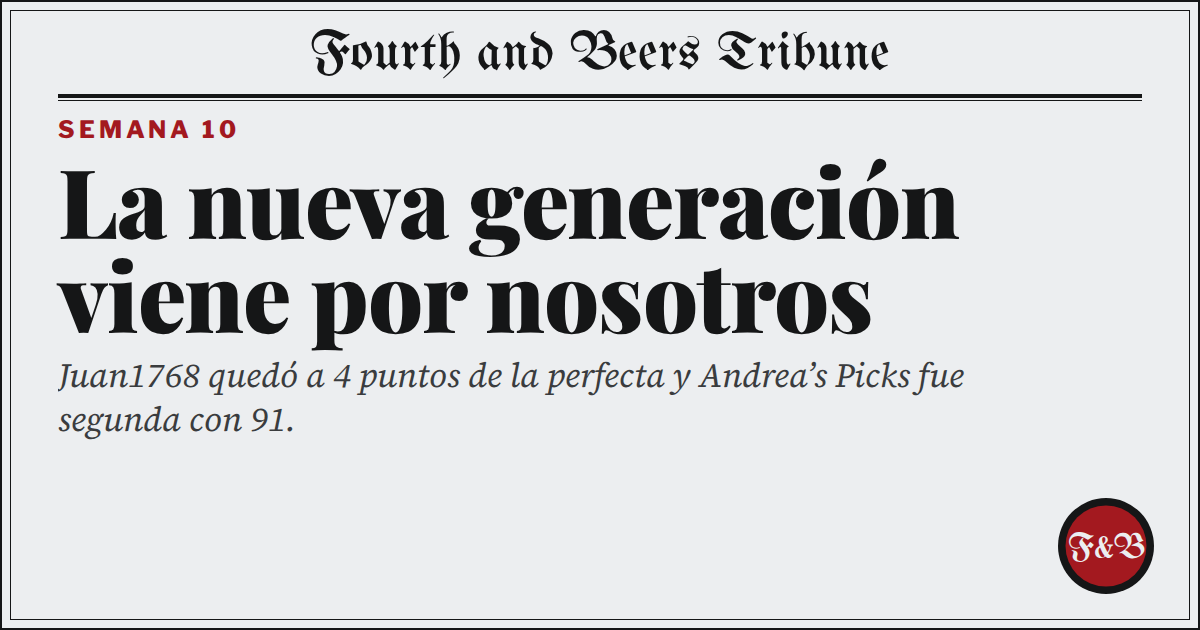 Fourth and Beers Tribune
SEMANA 10
La nueva generación
viene por nosotros
Juan1768 quedó a 4 puntos de la perfecta y Andrea’s Picks fue
segunda con 91.
F&B